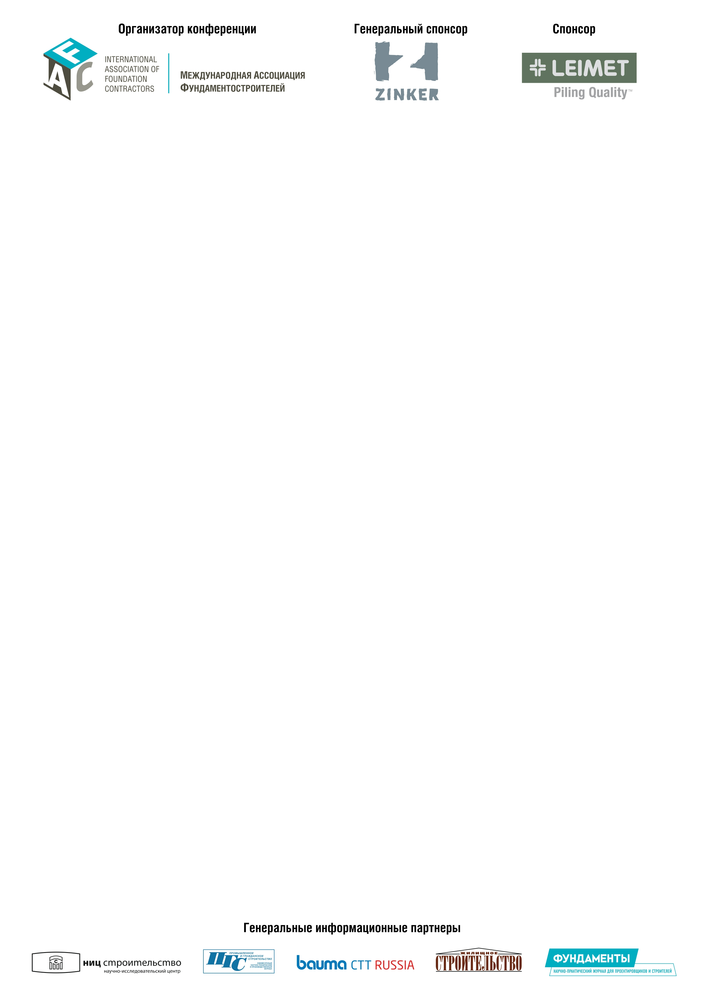 Организатор конференции
Генеральный спонсор
Спонсор
F
A C
INTERNATIONAL
ASSOCIATION OF
FOUNDATION
CONTRACTORS
МЕЖДУНАРОДНАЯ АССОЦИАЦИЯ
ФУНДАМЕНТОСТРОИТЕЛЕЙ
ZINKER
LEIMET
Piling Quality™
Генеральные информационные партнеры
С
ниц строительство
научно-исследовательский центр
ПГС
ПРОМЫШЛЕННОЕ
И ГРАЖДАНСКОЕ
СТРОИТЕЛЬСТВО
ЕЖЕМЕСЯЧНЫЙ
НАУЧНО-ТЕХНИЧЕСКИЙ
И ПРОИЗВОДСТВЕННЫЙ
ЖУРНАЛ
bauma CTT RUSSIA
ЖИЛИЩНОЕ
СТРОИТЕЛЬСТВО
ФУНДАМЕНТЫ
НАУЧНО-ПРАКТИЧЕСКИЙ ЖУРНАЛ ДЛЯ ПРОЕКТИРОВЩИКОВ И СТРОИТЕЛЕЙ